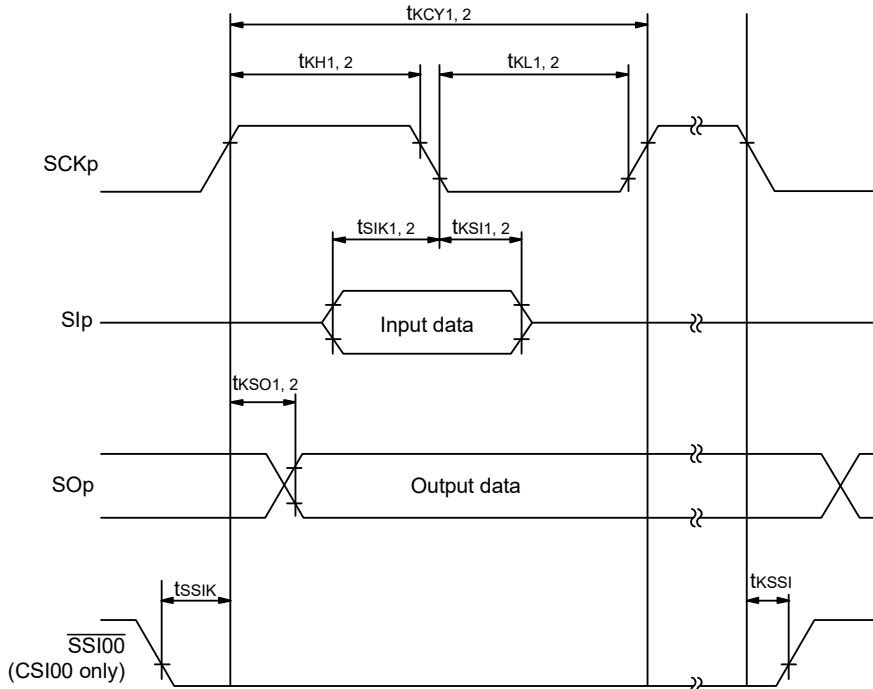 tKCY1, 2
tKH1, 2
tKL1, 2
SCKp
tSIK1, 2
tKSI1, 2
SIp
Input data
tKSO1, 2
SOp
Output data
tSSIK
tKSSI
SSI00
(CSI00 only)